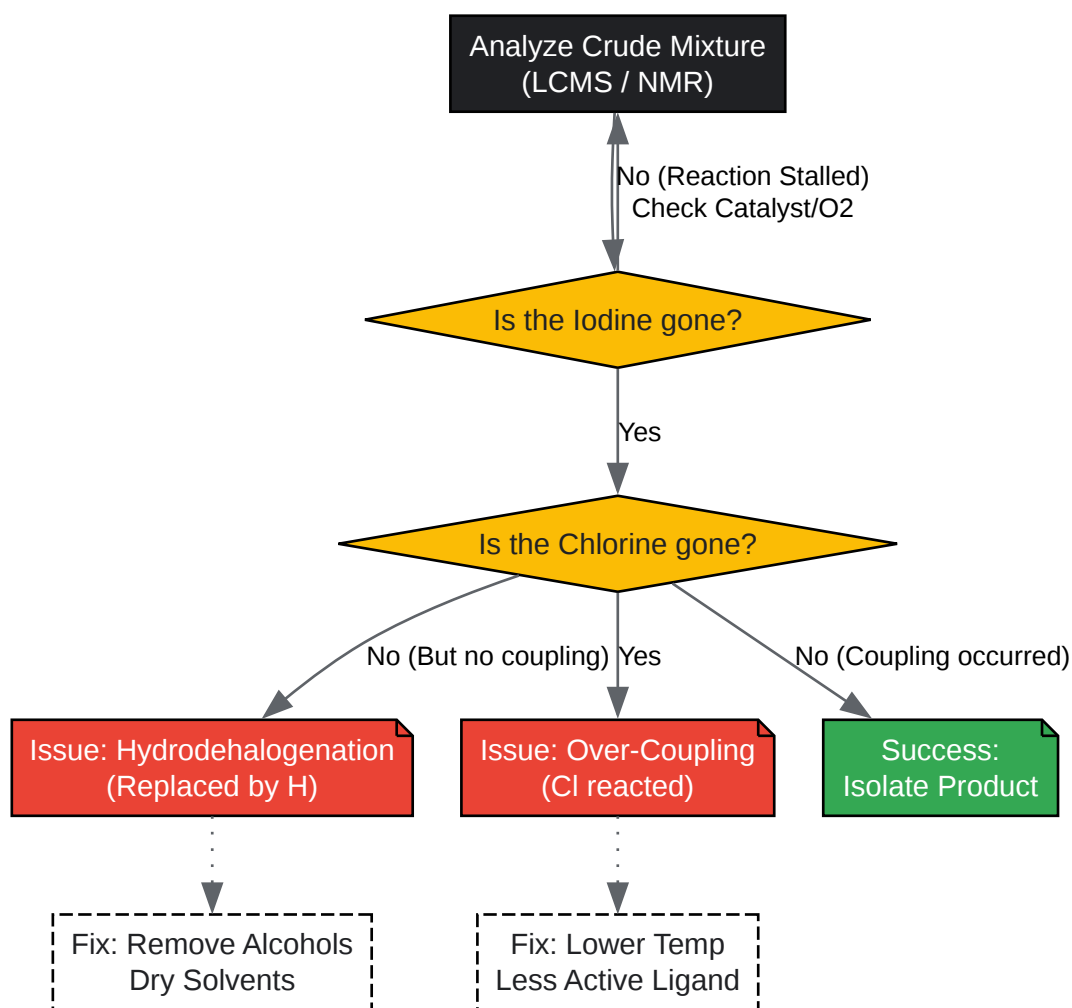 Analyze Crude Mixture
(LCMS / NMR)
No (Reaction Stalled)
Check Catalyst/O2
Is the Iodine gone?
Yes
Is the Chlorine gone?
No (But no coupling)
Yes
No (Coupling occurred)
Issue: Hydrodehalogenation
(Replaced by H)
Issue: Over-Coupling
(Cl reacted)
Success:
Isolate Product
Fix: Remove Alcohols
Dry Solvents
Fix: Lower Temp
Less Active Ligand